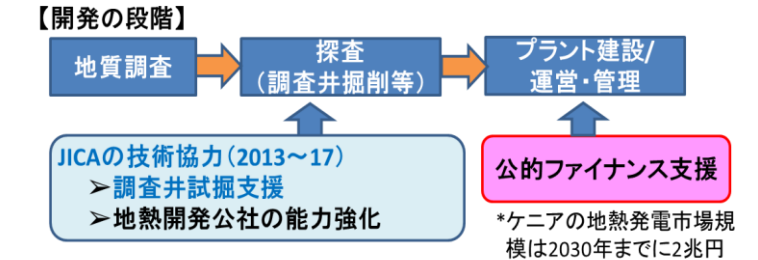 【開発の段階】
地質調査
探査
（調査井掘削等）
プラント建設/
運営・管理
JICAの技術協力（2013～17）
➢調査井試掘支援
➢地熱開発公社の能力強化
公的ファイナンス支援
*ケニアの地熱発電市場規
模は2030年までに2兆円